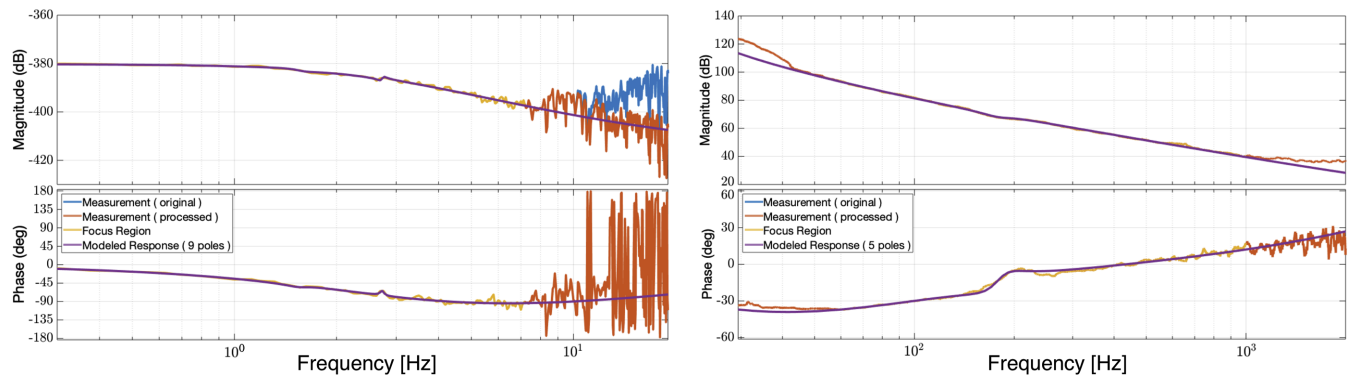 -360
-380
-400
-420
Magnitude (dB)
180
135
90
45
0
-45
-90
-135
-180
Phase (deg)
Measurement ( original )
Measurement ( processed )
Focus Region
Modeled Response ( 9 poles )
10^0
10^1
Frequency [Hz]
140
120
100
80
60
40
20
Magnitude (dB)
60
30
0
-30
-60
Phase (deg)
Measurement ( original )
Measurement ( processed )
Focus Region
Modeled Response ( 5 poles )
10^2
10^3
Frequency [Hz]